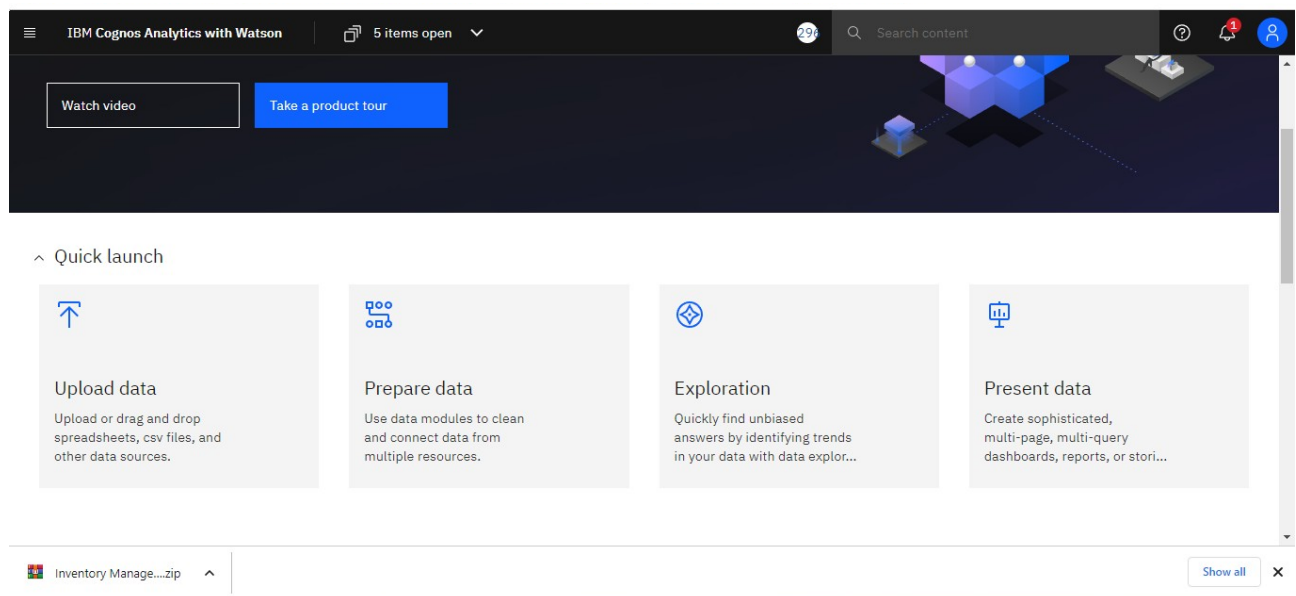 IBM Cognos Analytics with Watson
5 items open
296
Search content
1
Watch video
Take a product tour
Quick launch
Upload data
Upload or drag and drop
spreadsheets, csv files, and
other data sources.
Prepare data
Use data modules to clean
and connect data from
multiple resources.
Exploration
Quickly find unbiased
answers by identifying trends
in your data with data explor...
Present data
Create sophisticated,
multi-page, multi-query
dashboards, reports, or stori...
Inventory Manage....zip
Show all